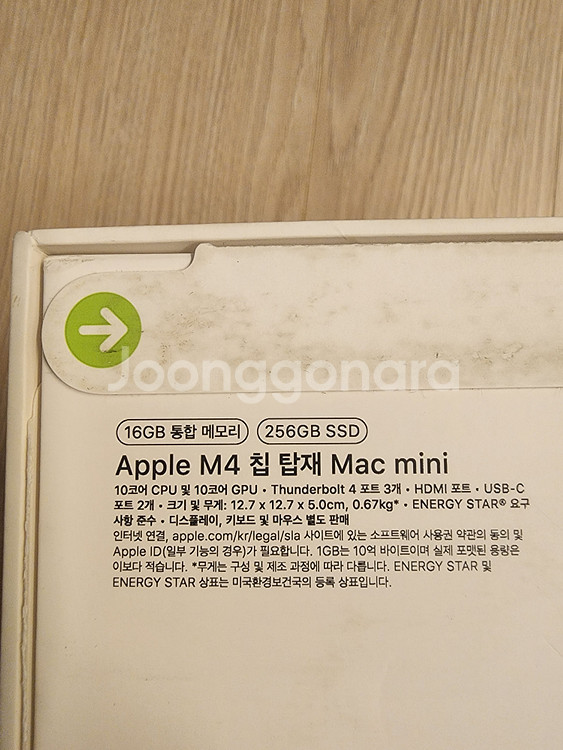 Joonggonara
16GB 통합 메모리 256GB SSD
Apple M4 칩 탑재 Mac mini
10코어 CPU 및 10코어 GPU • Thunderbolt 4 포트 3개 • HDMI 포트 • USB-C
포트 2개 • 크기 및 무게: 12.7 x 12.7 x 5.0cm, 0.67kg* • ENERGY STAR® 요구
사항 준수 • 디스플레이, 키보드 및 마우스 별도 판매
인터넷 연결, apple.com/kr/legal/sla 사이트에 있는 소프트웨어 사용권 약관의 동의 및
Apple ID(일부 기능의 경우)가 필요합니다. 1GB는 10억 바이트이며 실제 포맷된 용량은
이보다 적습니다. *무게는 구성 및 제조 과정에 따라 다릅니다. ENERGY STAR 및
ENERGY STAR 상표는 미국환경보건국의 등록 상표입니다.